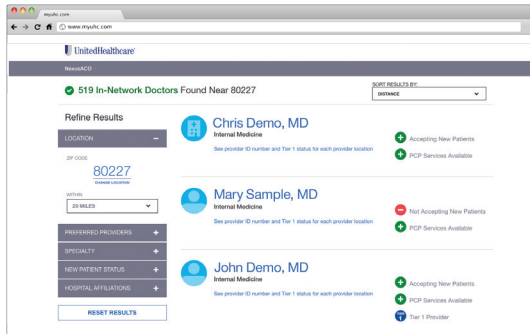 myuhc.com
www.myuhc.com
UnitedHealthcare
NexusACO
519 In-Network Doctors Found Near 80227
SORT RESULTS BY:
DISTANCE
Refine Results
LOCATION
ZIP CODE
80227
CHANGE LOCATION
WITHIN
20 MILES
PREFERRED PROVIDERS
SPECIALTY
NEW PATIENT STATUS
HOSPITAL AFFILIATIONS
RESET RESULTS
Chris Demo, MD
Internal Medicine
See provider ID number and Tier 1 status for each provider location
Accepting New Patients
PCP Services Available
Mary Sample, MD
Internal Medicine
See provider ID number and Tier 1 status for each provider location
Not Accepting New Patients
PCP Services Available
John Demo, MD
Internal Medicine
See provider ID number and Tier 1 status for each provider location
Accepting New Patients
PCP Services Available
Tier 1 Provider